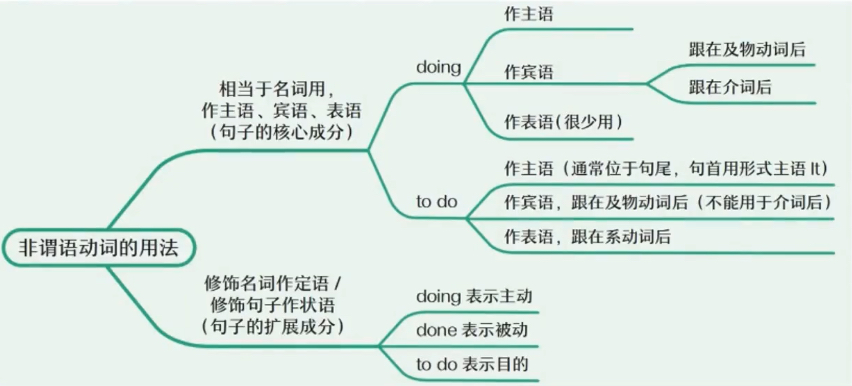 非谓语动词的用法
相当于名词用，
作主语、宾语、表语
（句子的核心成分）
doing
作主语
作宾语
跟在及物动词后
跟在介词后
作表语（很少用）
to do
作主语（通常位于句尾，句首用形式主语 It）
作宾语，跟在及物动词后（不能用于介词后）
作表语，跟在系动词后
修饰名词作定语 /
修饰句子作状语
（句子的扩展成分）
doing 表示主动
done 表示被动
to do 表示目的